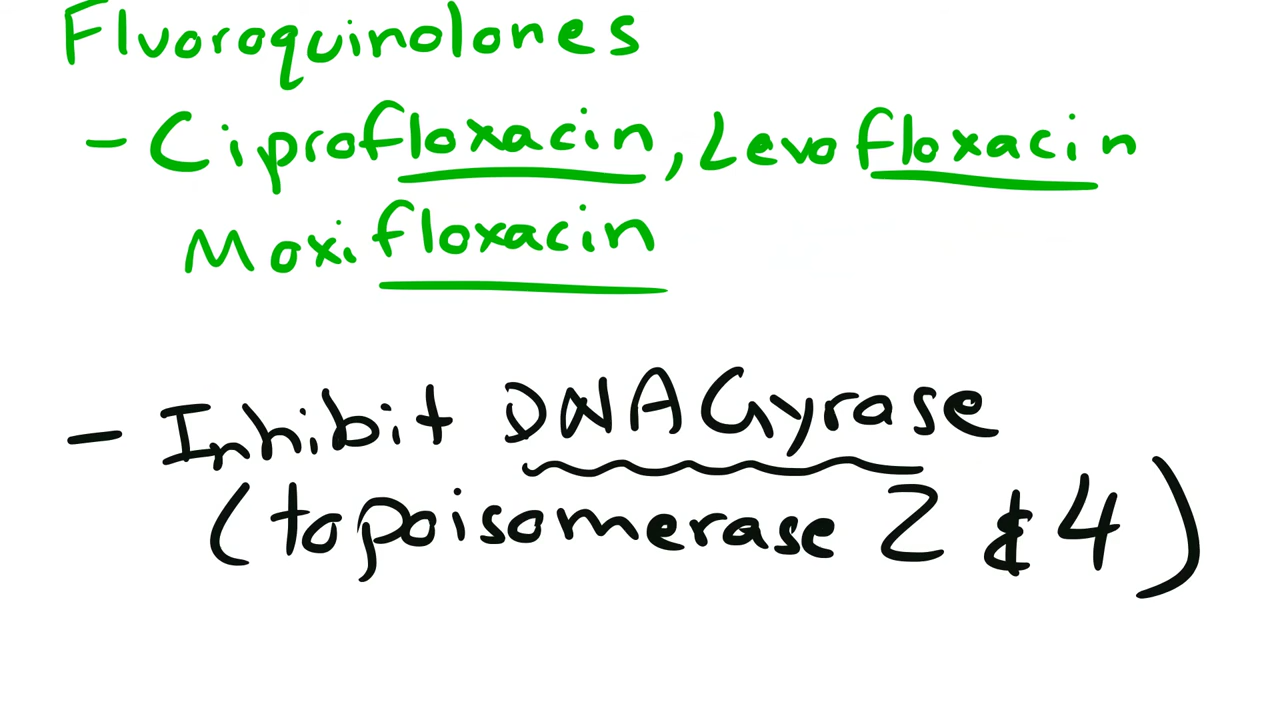 Fluoroquinolones
- Ciprofloxacin, Levofloxacin
Moxifloxacin
- Inhibit DNA Gyrase
(topoisomerase 2 & 4)